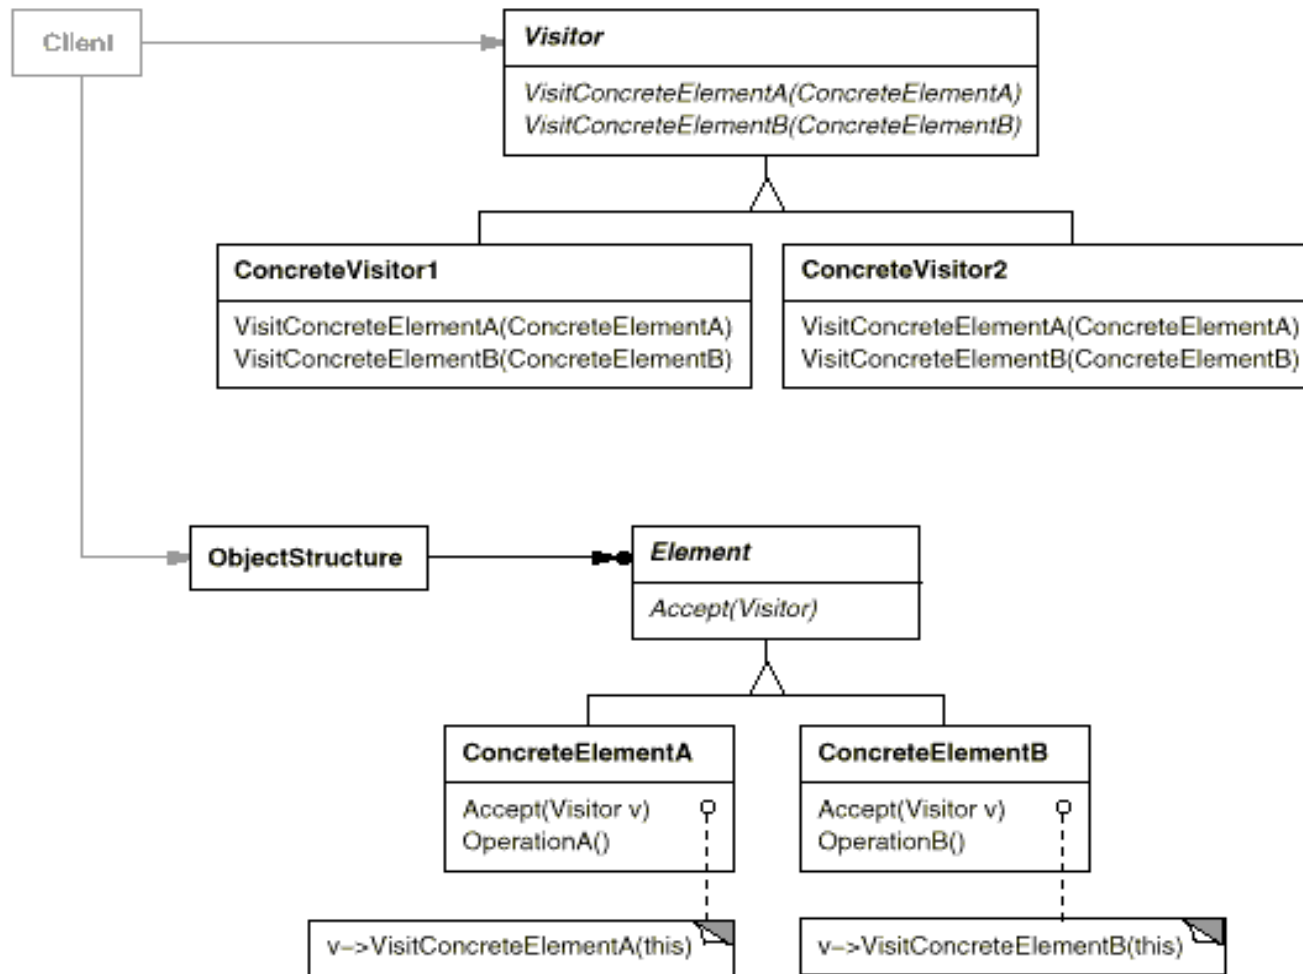 Client
Visitor
VisitConcreteElementA(ConcreteElementA)
VisitConcreteElementB(ConcreteElementB)
ConcreteVisitor1
VisitConcreteElementA(ConcreteElementA)
VisitConcreteElementB(ConcreteElementB)
ConcreteVisitor2
VisitConcreteElementA(ConcreteElementA)
VisitConcreteElementB(ConcreteElementB)
ObjectStructure
Element
Accept(Visitor)
ConcreteElementA
Accept(Visitor v)
OperationA()
ConcreteElementB
Accept(Visitor v)
OperationB()
v–>VisitConcreteElementA(this)
v–>VisitConcreteElementB(this)